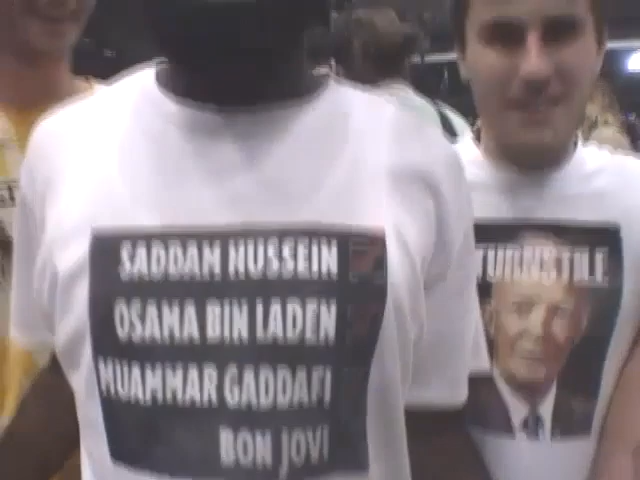 SADDAM HUSSEIN
OSAMA BIN LADEN
MUAMMAR GADDAFI
BON JOVI
TURNSTILE